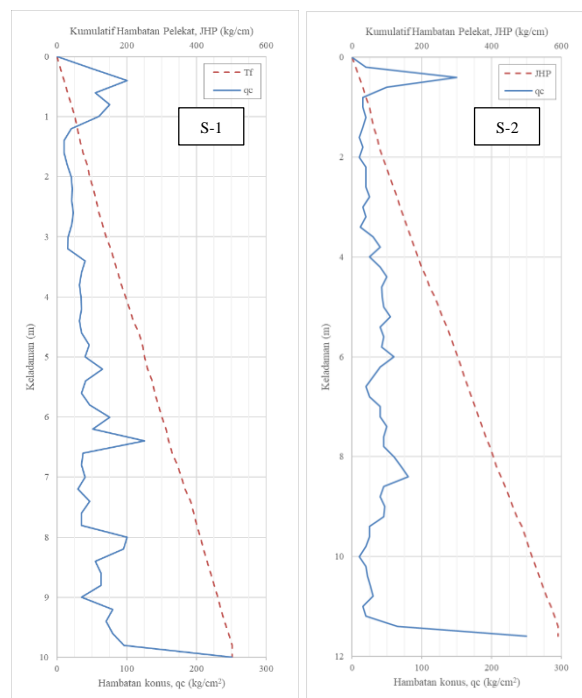 Kumulatif Hambatan Pelekat, JHP (kg/cm)
0 200 400 600
0
1
2
3
4
5
6
7
8
9
10
Keladaman (m)
Tf
qc
S-1
0 100 200 300
Hambatan konus, qc (kg/cm²)
Kumulatif Hambatan Pelekat, JHP (kg/cm)
0 200 400 600
0
2
4
6
8
10
12
Keladaman (m)
JHP
qc
S-2
0 100 200 300
Hambatan konus, qc (kg/cm²)